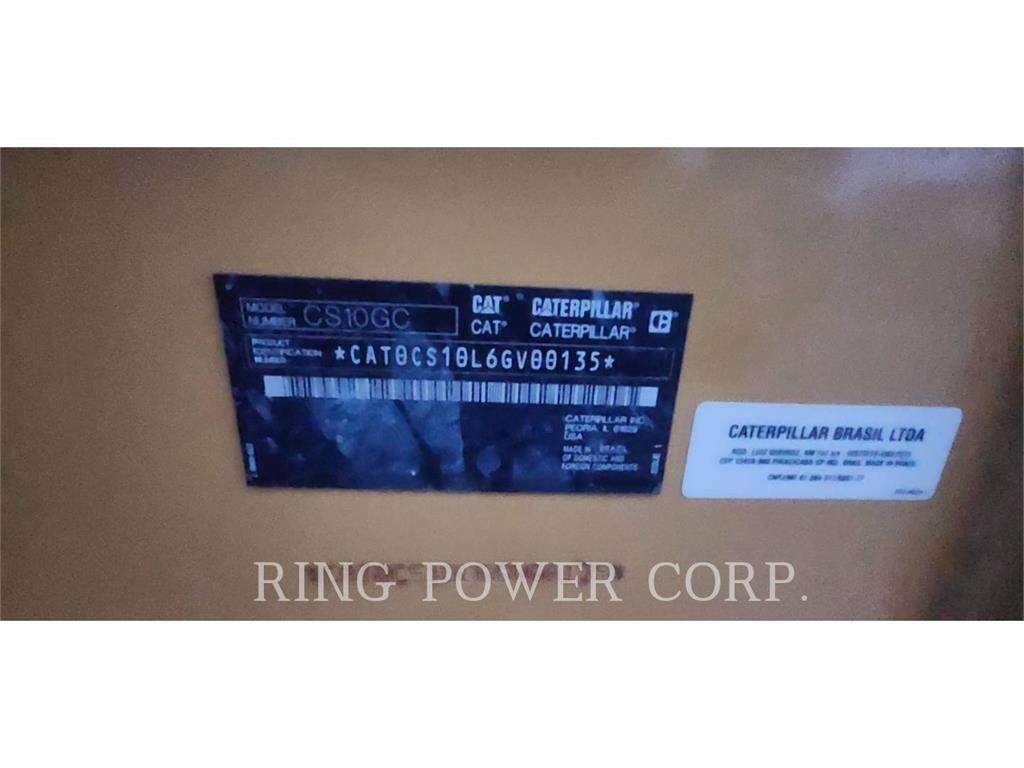 MODEL
NUMBER
CS10GC
CAT® CATERPILLAR®
CAT® CATERPILLAR
PRODUCT
IDENTIFICATION
NUMBER
*CAT0CS10L6GV00135*
CATERPILLAR INC.
PEORIA, IL 61629
USA
MADE IN BRASIL
OF DOMESTIC AND
FOREIGN COMPONENTS
CATERPILLAR BRASIL LTDA
RING POWER CORP.